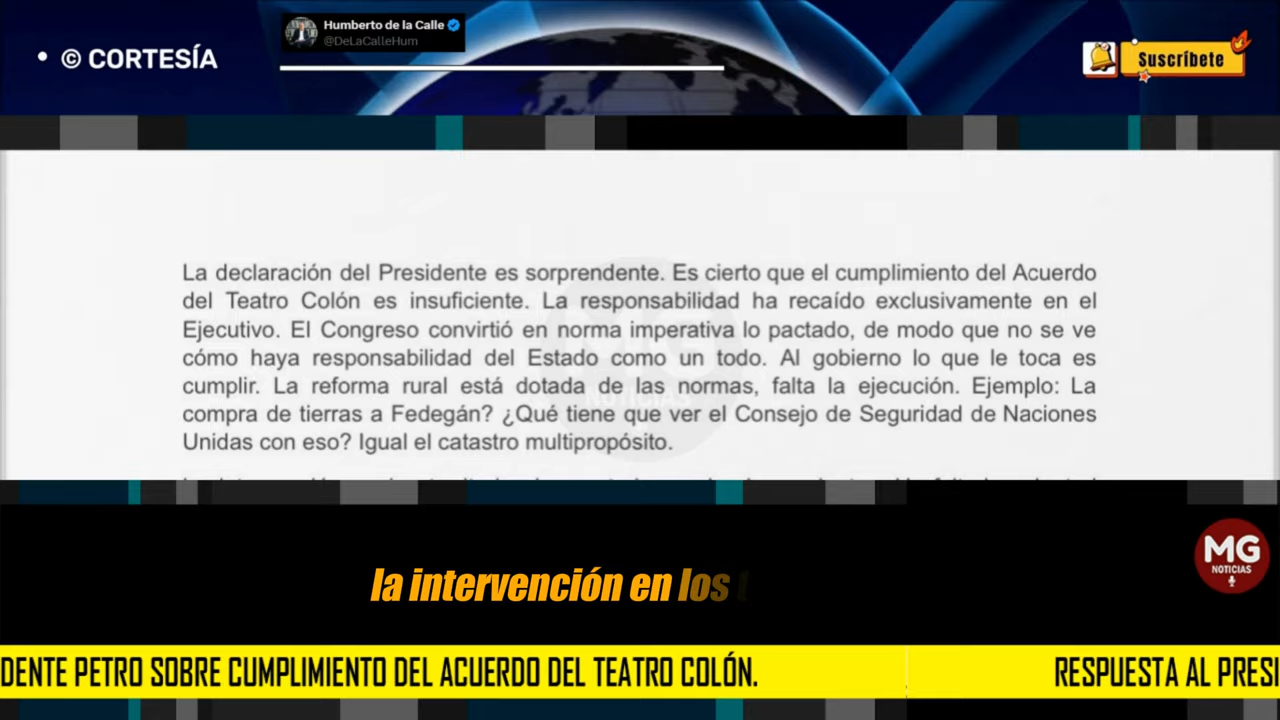 • © CORTESÍA
Humberto de la Calle
@DeLaCalleHum
Suscríbete
La declaración del Presidente es sorprendente. Es cierto que el cumplimiento del Acuerdo
del Teatro Colón es insuficiente. La responsabilidad ha recaído exclusivamente en el
Ejecutivo. El Congreso convirtió en norma imperativa lo pactado, de modo que no se ve
cómo haya responsabilidad del Estado como un todo. Al gobierno lo que le toca es
cumplir. La reforma rural está dotada de las normas, falta la ejecución. Ejemplo: La
compra de tierras a Fedegán? ¿Qué tiene que ver el Consejo de Seguridad de Naciones
Unidas con eso? Igual el catastro multipropósito.
MG
NOTICIAS
la intervención en los
MG
NOTICIAS
DENTE PETRO SOBRE CUMPLIMIENTO DEL ACUERDO DEL TEATRO COLÓN. RESPUESTA AL PRESI